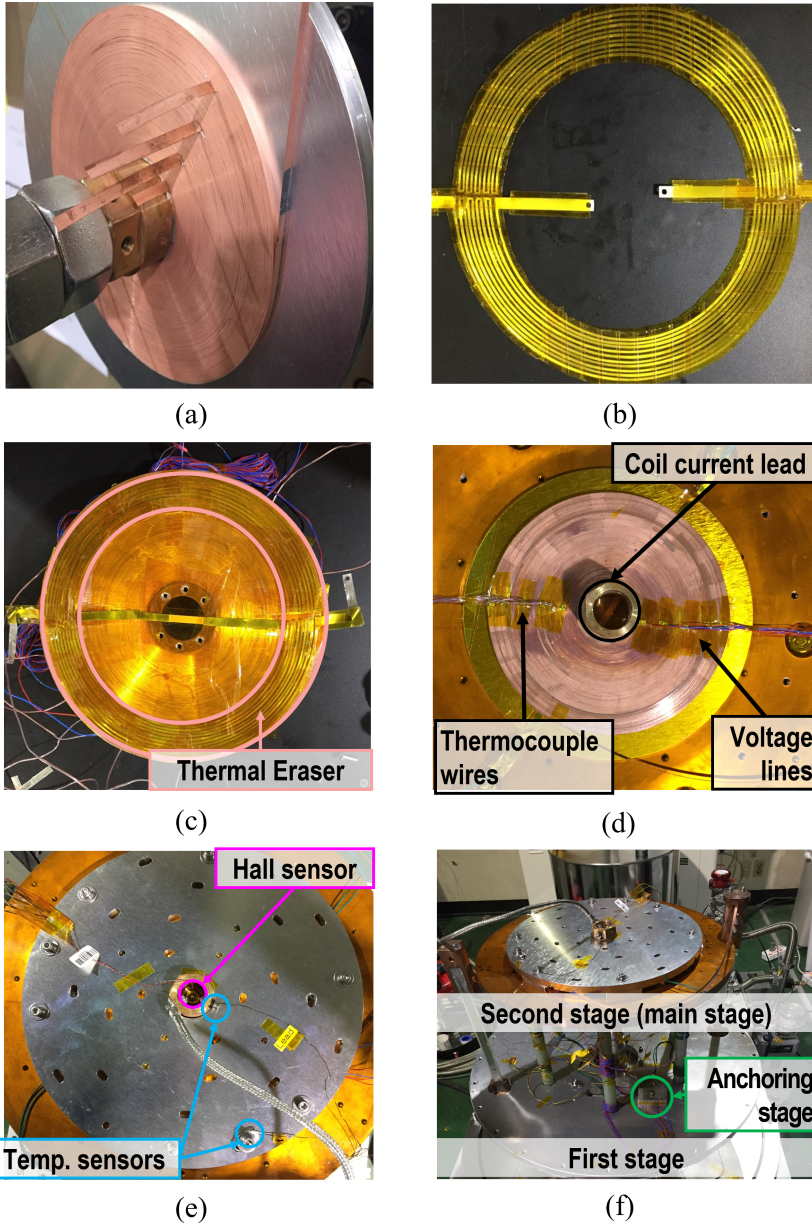 (a)
(b)
Thermal Eraser
(c)
Coil current lead
Thermocouple
wires
Voltage
lines
(d)
Hall sensor
Lead
Temp. sensors
(e)
Second stage (main stage)
Anchoring
stage
First stage
(f)